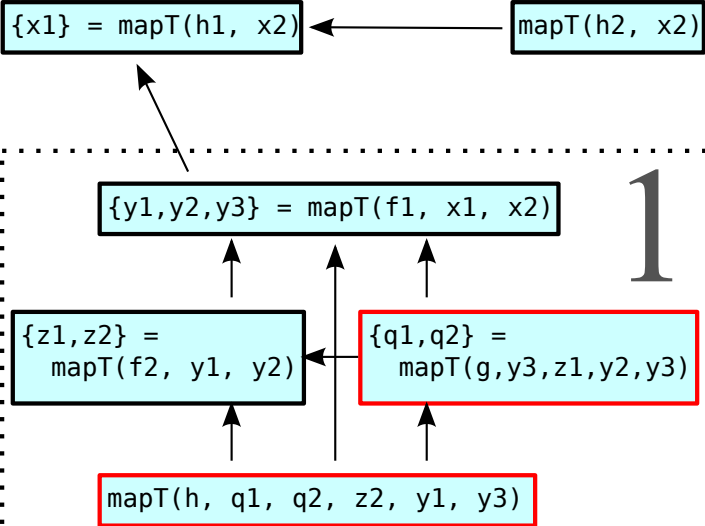 {x1} = mapT(h1, x2)
mapT(h2, x2)
1
{y1,y2,y3} = mapT(f1, x1, x2)
{z1,z2} =
mapT(f2, y1, y2)
{q1,q2} =
mapT(g,y3,z1,y2,y3)
mapT(h, q1, q2, z2, y1, y3)